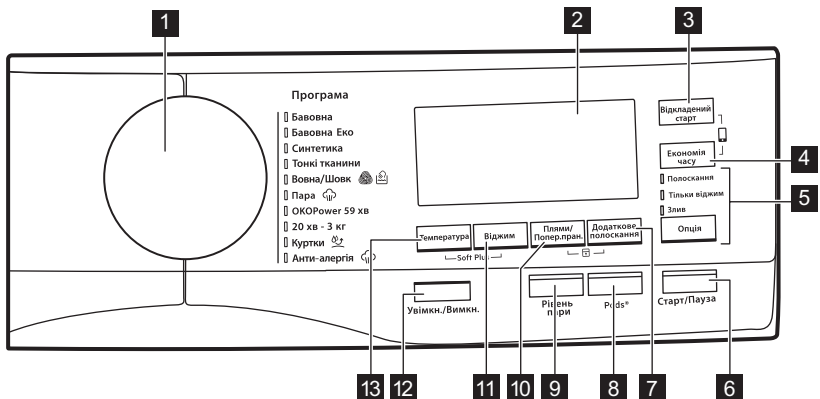 1
2
3
Програма
Бавовна
Бавовна Еко
Синтетика
Тонкі тканини
Вовна/Шовк
Пара
ОКОPower 59 хв
20 хв - 3 кг
Куртки
Анти-алергія
Відкладений
старт
Економія
часу
4
Полоскання
Тільки віджим
Злив
5
Опція
Температура
Віджим
Плями/
Попер.пран.
Додаткове
полоскання
Soft Plus
Увімкн./Вимкн.
Рівень
пари
Pods®
Старт/Пауза
13
12
11
10
9
8
7
6